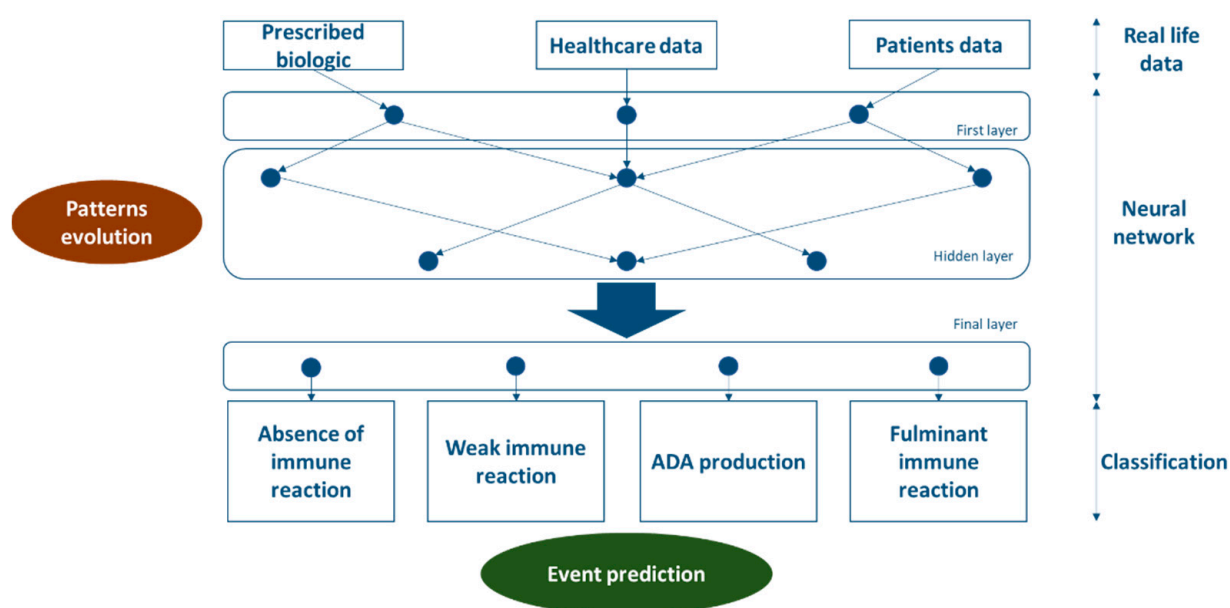 Prescribed
biologic
Healthcare data
Patients data
Real life
data
First layer
Patterns
evolution
Neural
network
Hidden layer
Final layer
Absence of
immune
reaction
Weak immune
reaction
ADA production
Fulminant
immune
reaction
Classification
Event prediction